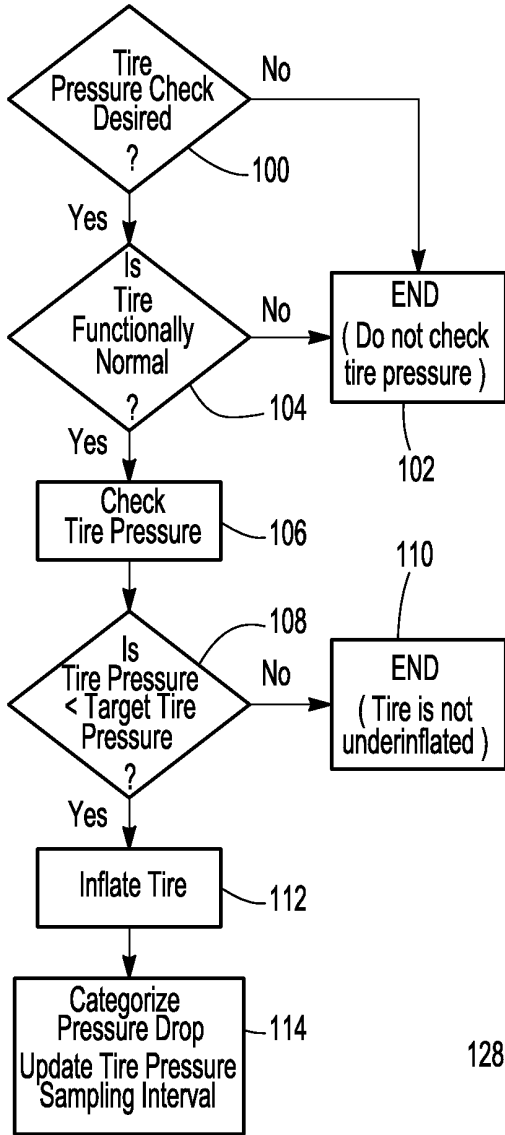 Tire
Pressure Check
Desired
?
100
No
Yes
Is
Tire
Functionally
Normal
?
104
No
END
( Do not check
tire pressure )
102
Yes
Check
Tire Pressure
106
108
Is
Tire Pressure
< Target Tire
Pressure
?
No
110
END
( Tire is not
underinflated )
Yes
Inflate Tire
112
Categorize
Pressure Drop
Update Tire Pressure
Sampling Interval
114
128